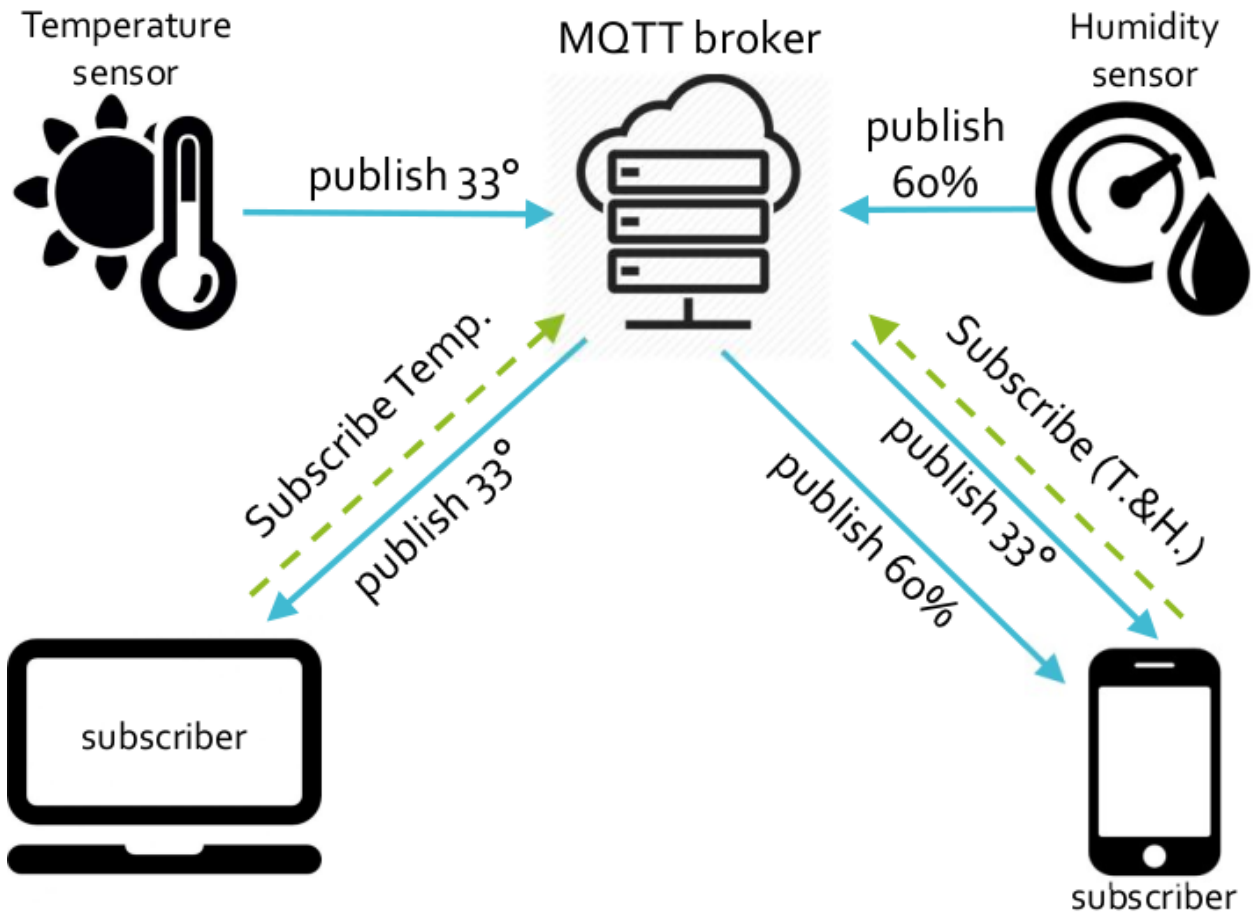 Temperature
sensor
MQTT broker
Humidity
sensor
publish 33°
publish
60%
Subscribe Temp.
publish 33°
Subscribe (T.&H.)
publish 33°
publish 60%
subscriber
subscriber